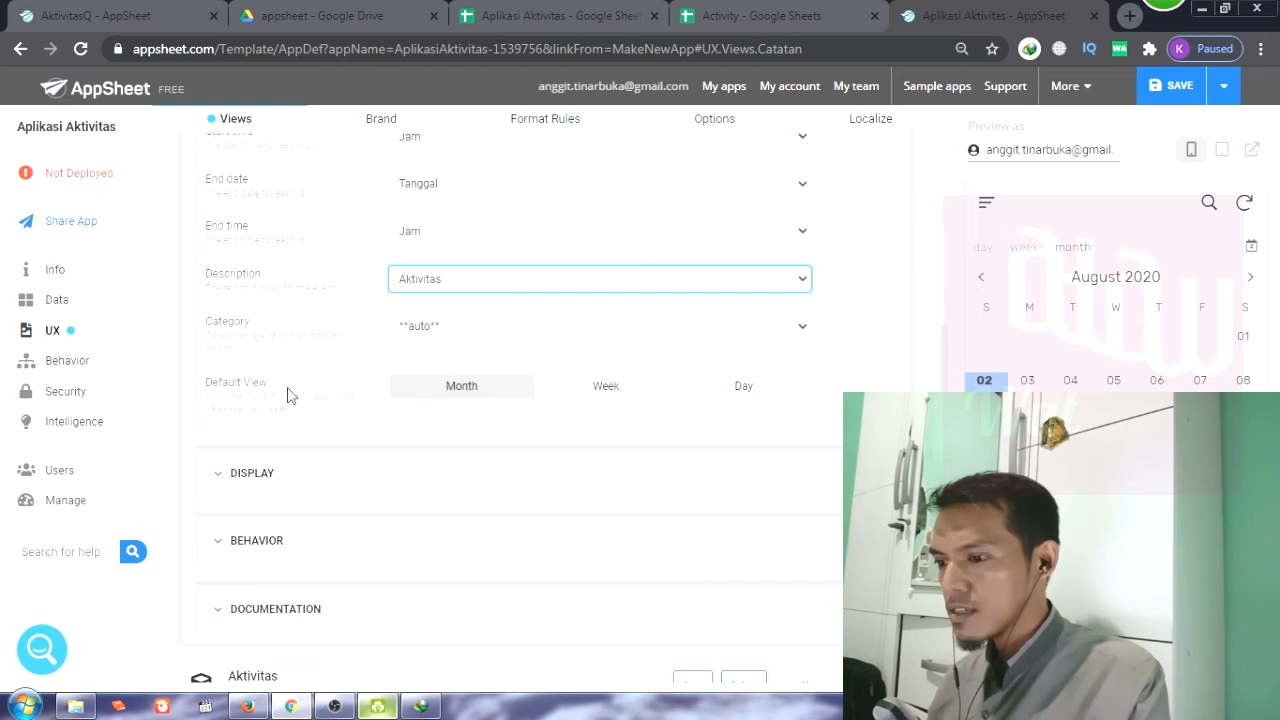 AktivitasQ - AppSheet
appsheet - Google Drive
Aplikasi Aktivitas - Google Shee
Activity - Google Sheets
Aplikasi Aktivitas - AppSheet
appsheet.com/Template/AppDef?appName=AplikasiAktivitas-1539756&linkFrom=MakeNewApp#UX.Views.Catatan
IQ
WA
K
Paused
AppSheet FREE
anggit.tinarbuka@gmail.com
My apps
My account
My team
Sample apps
Support
More
SAVE
Aplikasi Aktivitas
Not Deployed
Share App
Info
Data
UX
Behavior
Security
Intelligence
Users
Manage
Search for help
Views
Brand
Format Rules
Options
Localize
Jam
End date
Tanggal
End time
Jam
Description
Aktivitas
Category
**auto**
Default View
Month
Week
Day
DISPLAY
BEHAVIOR
DOCUMENTATION
Aktivitas
Preview as
anggit.tinarbuka@gmail.
day week month
August 2020
S M T W T F S
01
02 03 04 05 06 07 08